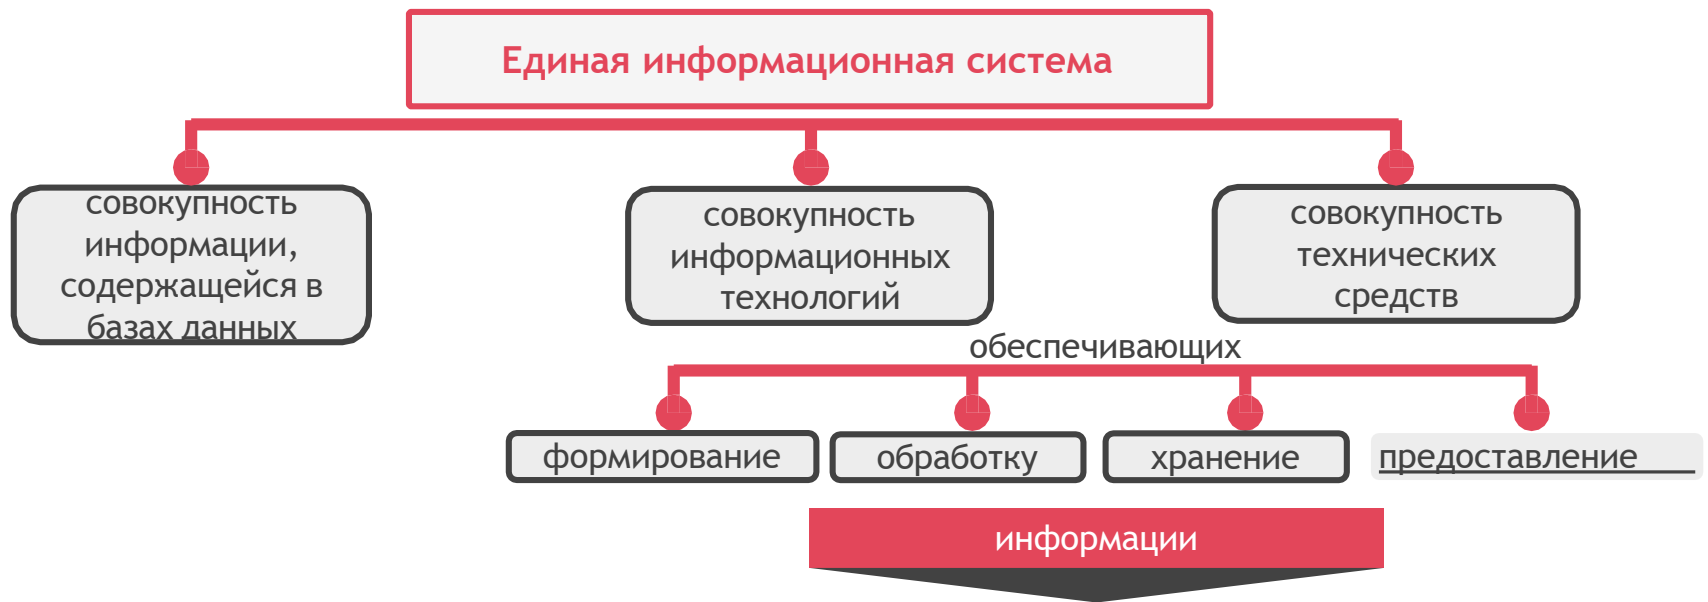 Единая информационная система
совокупность
информации,
содержащейся в
базах данных
совокупность
информационных
технологий
совокупность
технических
средств
обеспечивающих
формирование
обработку
хранение
предоставление
информации